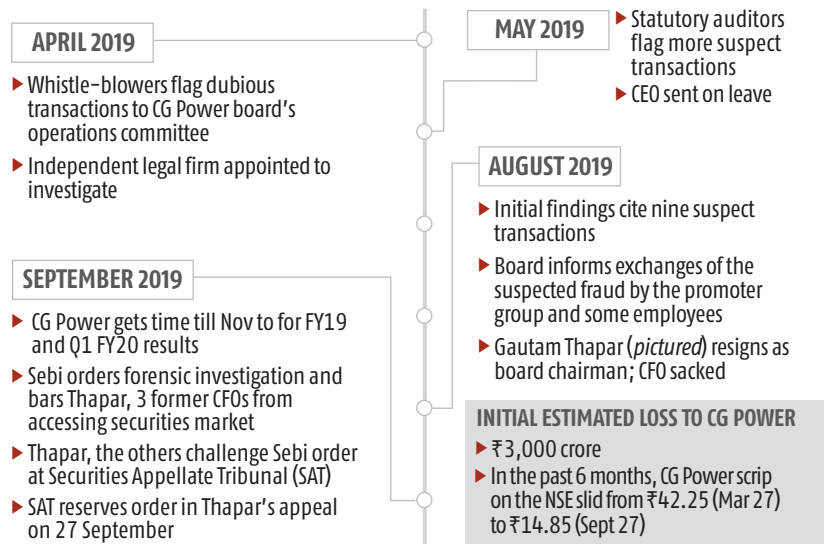 APRIL 2019
▶ Whistle-blowers flag dubious
transactions to CG Power board's
operations committee
▶ Independent legal firm appointed to
investigate
MAY 2019
▶ Statutory auditors
flag more suspect
transactions
▶ CEO sent on leave
AUGUST 2019
▶ Initial findings cite nine suspect
transactions
▶ Board informs exchanges of the
suspected fraud by the promoter
group and some employees
▶ Gautam Thapar (pictured) resigns as
board chairman; CFO sacked
SEPTEMBER 2019
▶ CG Power gets time till Nov to for FY19
and Q1 FY20 results
▶ Sebi orders forensic investigation and
bars Thapar, 3 former CFOs from
accessing securities market
▶ Thapar, the others challenge Sebi order
at Securities Appellate Tribunal (SAT)
▶ SAT reserves order in Thapar's appeal
on 27 September
INITIAL ESTIMATED LOSS TO CG POWER
▶ ₹3,000 crore
▶ In the past 6 months, CG Power scrip
on the NSE slid from ₹42.25 (Mar 27)
to ₹14.85 (Sept 27)